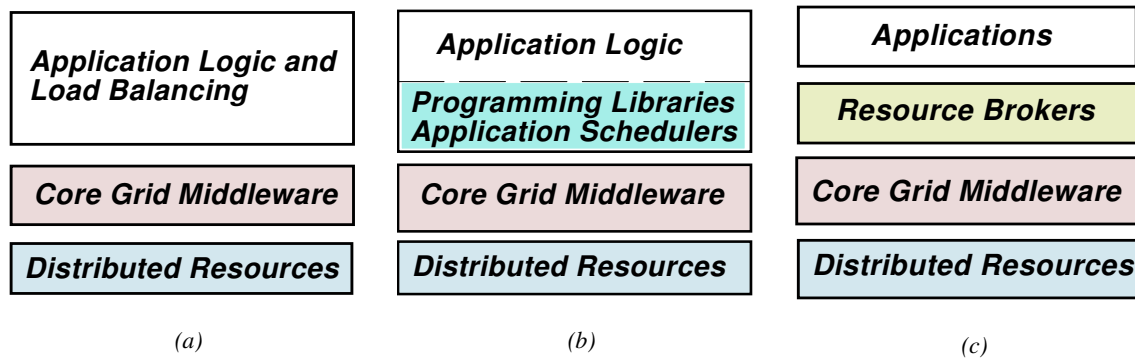 Application Logic and
Load Balancing
Core Grid Middleware
Distributed Resources
(a)
Application Logic
Programming Libraries
Application Schedulers
Core Grid Middleware
Distributed Resources
(b)
Applications
Resource Brokers
Core Grid Middleware
Distributed Resources
(c)